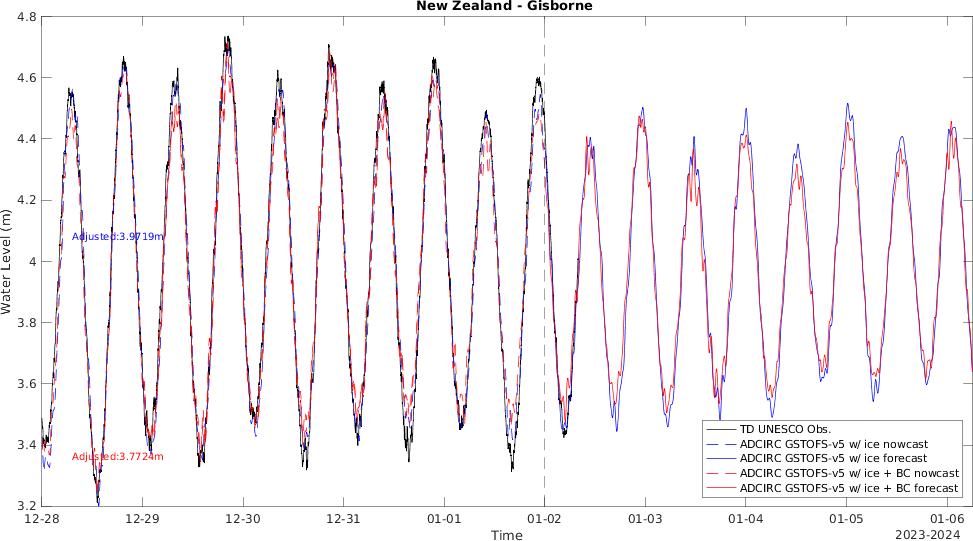 New Zealand - Gisborne
4.8
4.6
4.4
4.2
4
3.8
3.6
3.4
3.2
Water Level (m)
Adjusted:3.9719m
Adjusted:3.7724m
TD UNESCO Obs.
ADCIRC GSTOFS-v5 w/ ice nowcast
ADCIRC GSTOFS-v5 w/ ice forecast
ADCIRC GSTOFS-v5 w/ ice + BC nowcast
ADCIRC GSTOFS-v5 w/ ice + BC forecast
12-28 12-29 12-30 12-31 01-01 01-02 01-03 01-04 01-05 01-06
Time
2023-2024